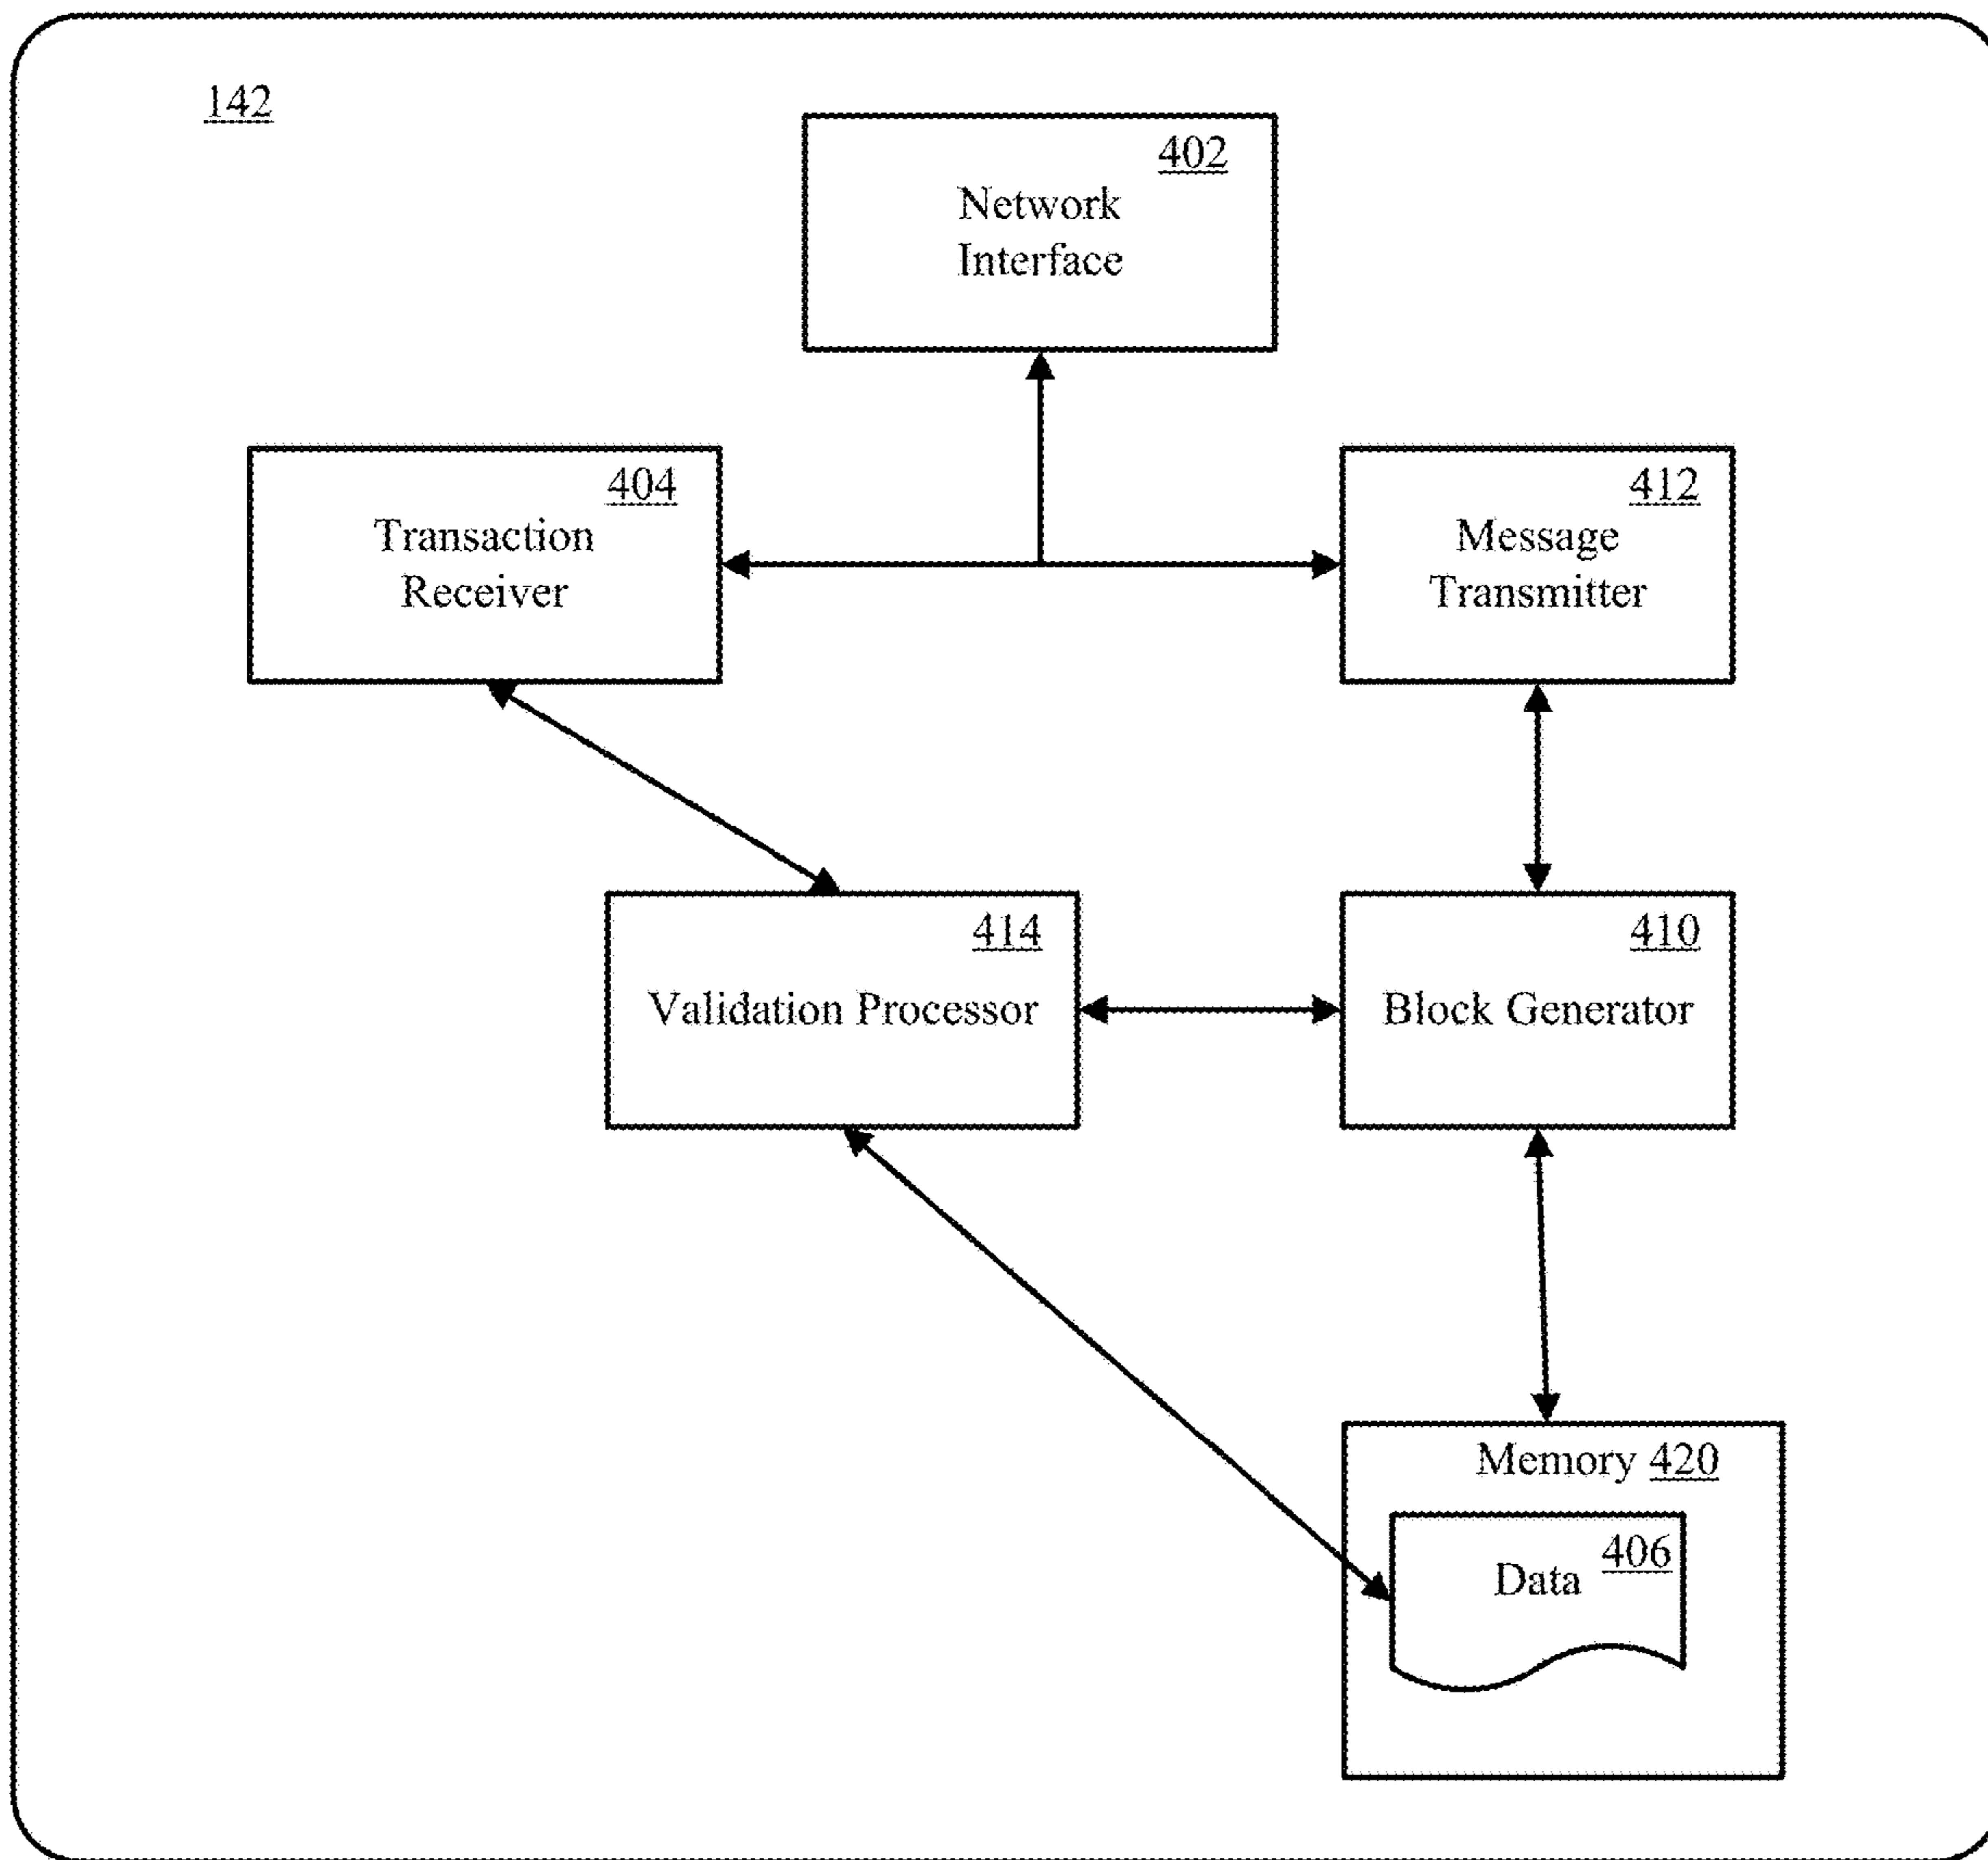 142
402
Network
Interface
404
Transaction
Receiver
412
Message
Transmitter
414
Validation Processor
410
Block Generator
Memory 420
406
Data